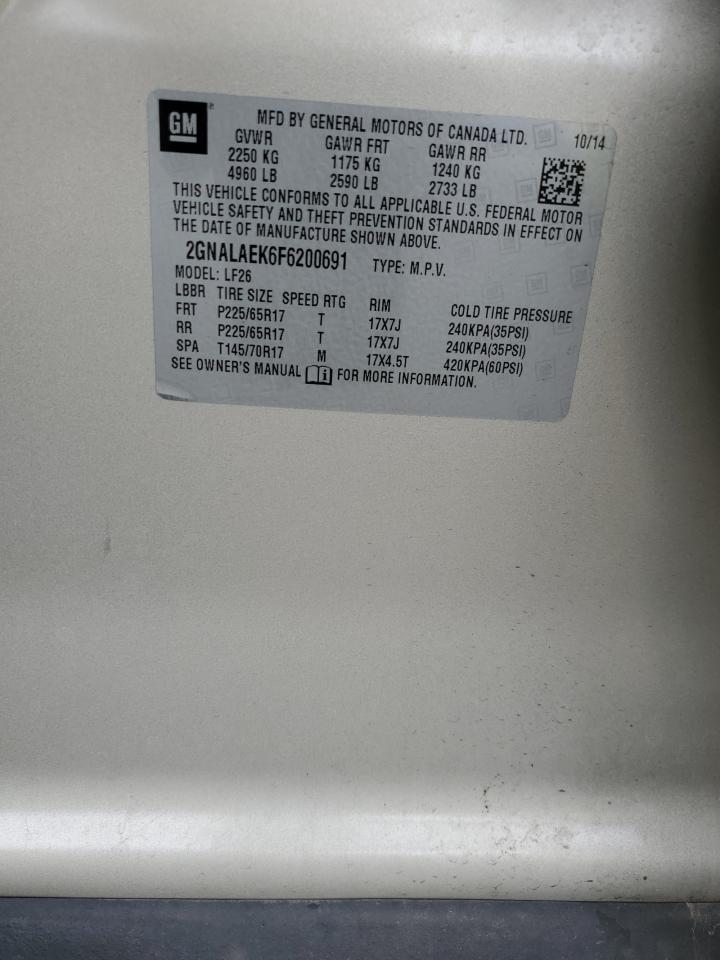 GM
MFD BY GENERAL MOTORS OF CANADA LTD. 10/14
GVWR GAWR FRT GAWR RR
2250 KG 1175 KG 1240 KG
4960 LB 2590 LB 2733 LB
THIS VEHICLE CONFORMS TO ALL APPLICABLE U.S. FEDERAL MOTOR
VEHICLE SAFETY AND THEFT PREVENTION STANDARDS IN EFFECT ON
THE DATE OF MANUFACTURE SHOWN ABOVE.
2GNALAEK6F6200691 TYPE: M.P.V.
MODEL: LF26
LBBR TIRE SIZE SPEED RTG RIM COLD TIRE PRESSURE
FRT P225/65R17 T 17X7J 240KPA(35PSI)
RR P225/65R17 T 17X7J 240KPA(35PSI)
SPA T145/70R17 M 17X4.5T 420KPA(60PSI)
SEE OWNER'S MANUAL FOR MORE INFORMATION.